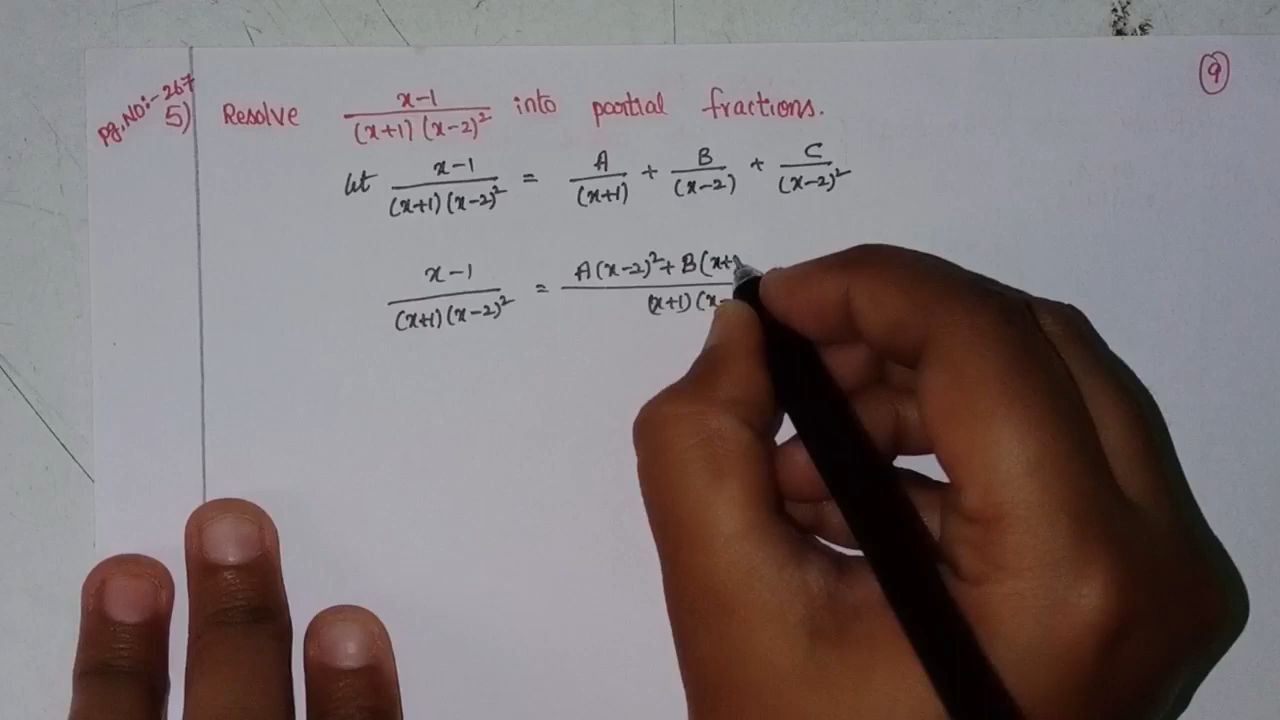 pg.NO:-267
5) Resolve x-1 / (x+1)(x-2)² into partial fractions.
9
let x-1 / (x+1)(x-2)² = A / (x+1) + B / (x-2) + C / (x-2)²
x-1 / (x+1)(x-2)² = A(x-2)²+B(x+ / (x+1)(x-